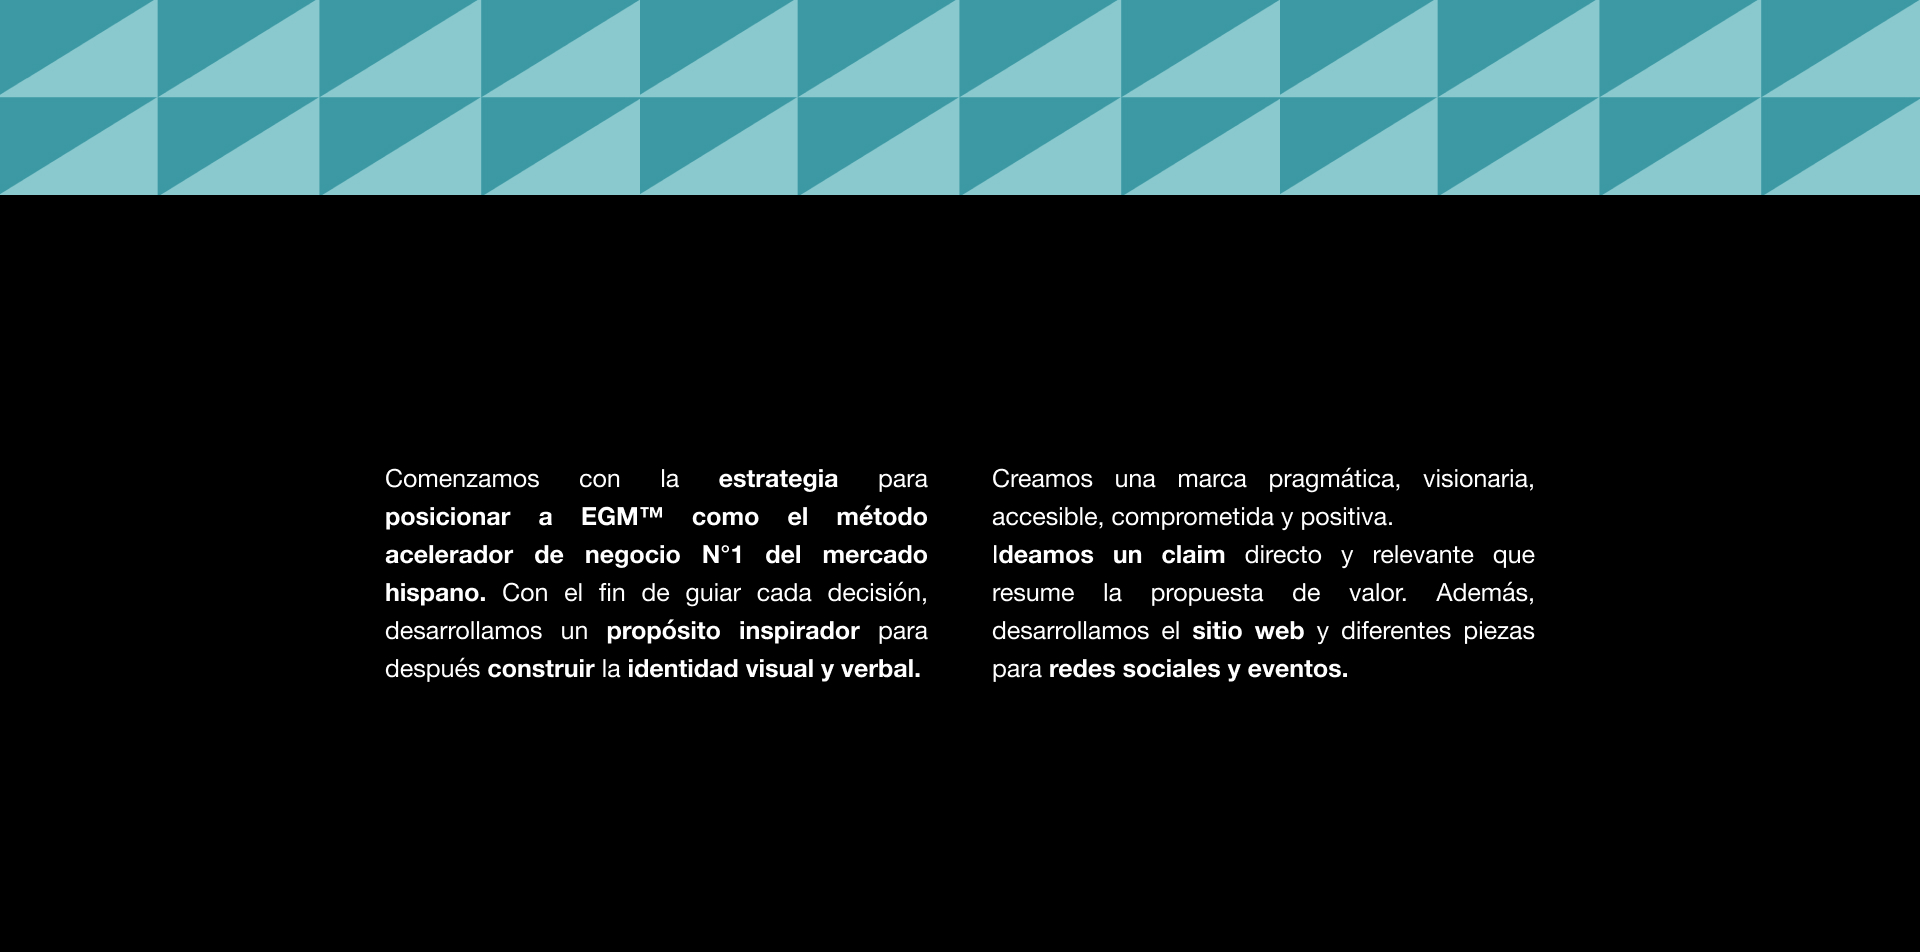 Comenzamos con la estrategia para
posicionar a EGM™ como el método
acelerador de negocio N°1 del mercado
hispano. Con el fin de guiar cada decisión,
desarrollamos un propósito inspirador para
después construir la identidad visual y verbal.
Creamos una marca pragmática, visionaria,
accesible, comprometida y positiva.
Ideamos un claim directo y relevante que
resume la propuesta de valor. Además,
desarrollamos el sitio web y diferentes piezas
para redes sociales y eventos.